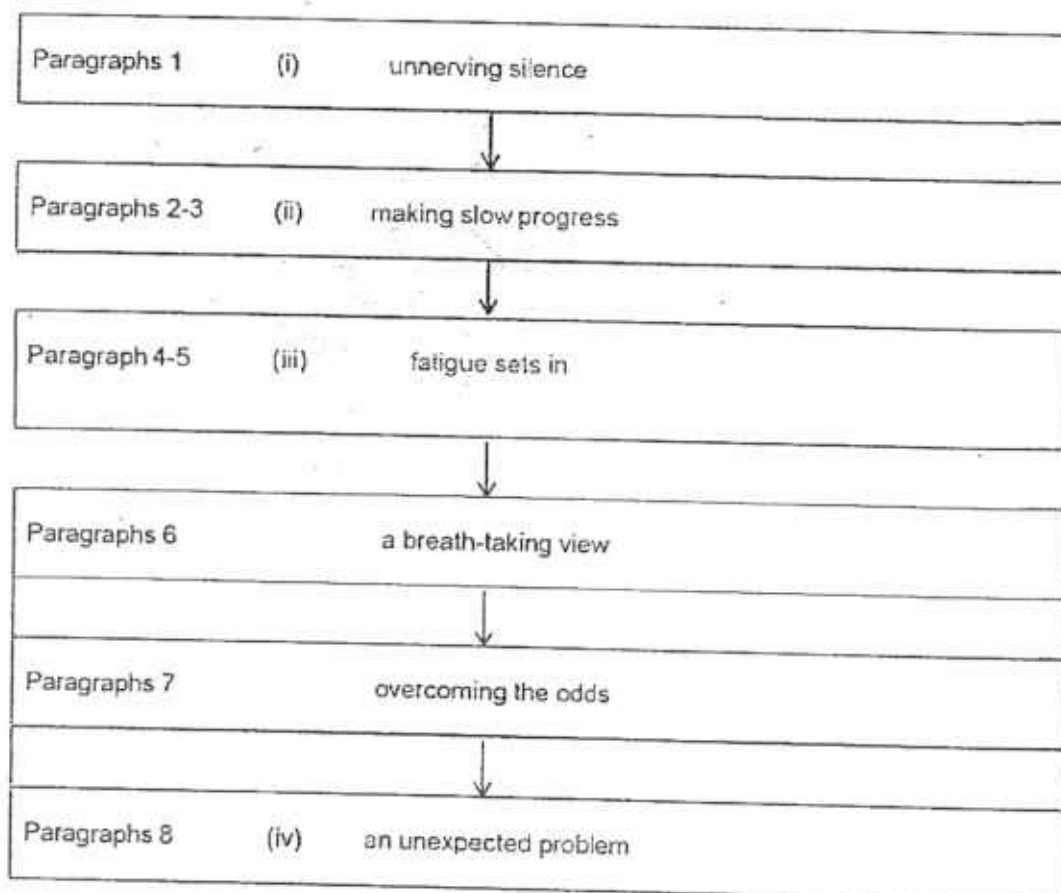 Paragraphs 1 (i) unnerving silence
Paragraphs 2-3 (ii) making slow progress
Paragraph 4-5 (iii) fatigue sets in
Paragraphs 6 a breath-taking view
Paragraphs 7 overcoming the odds
Paragraphs 8 (iv) an unexpected problem